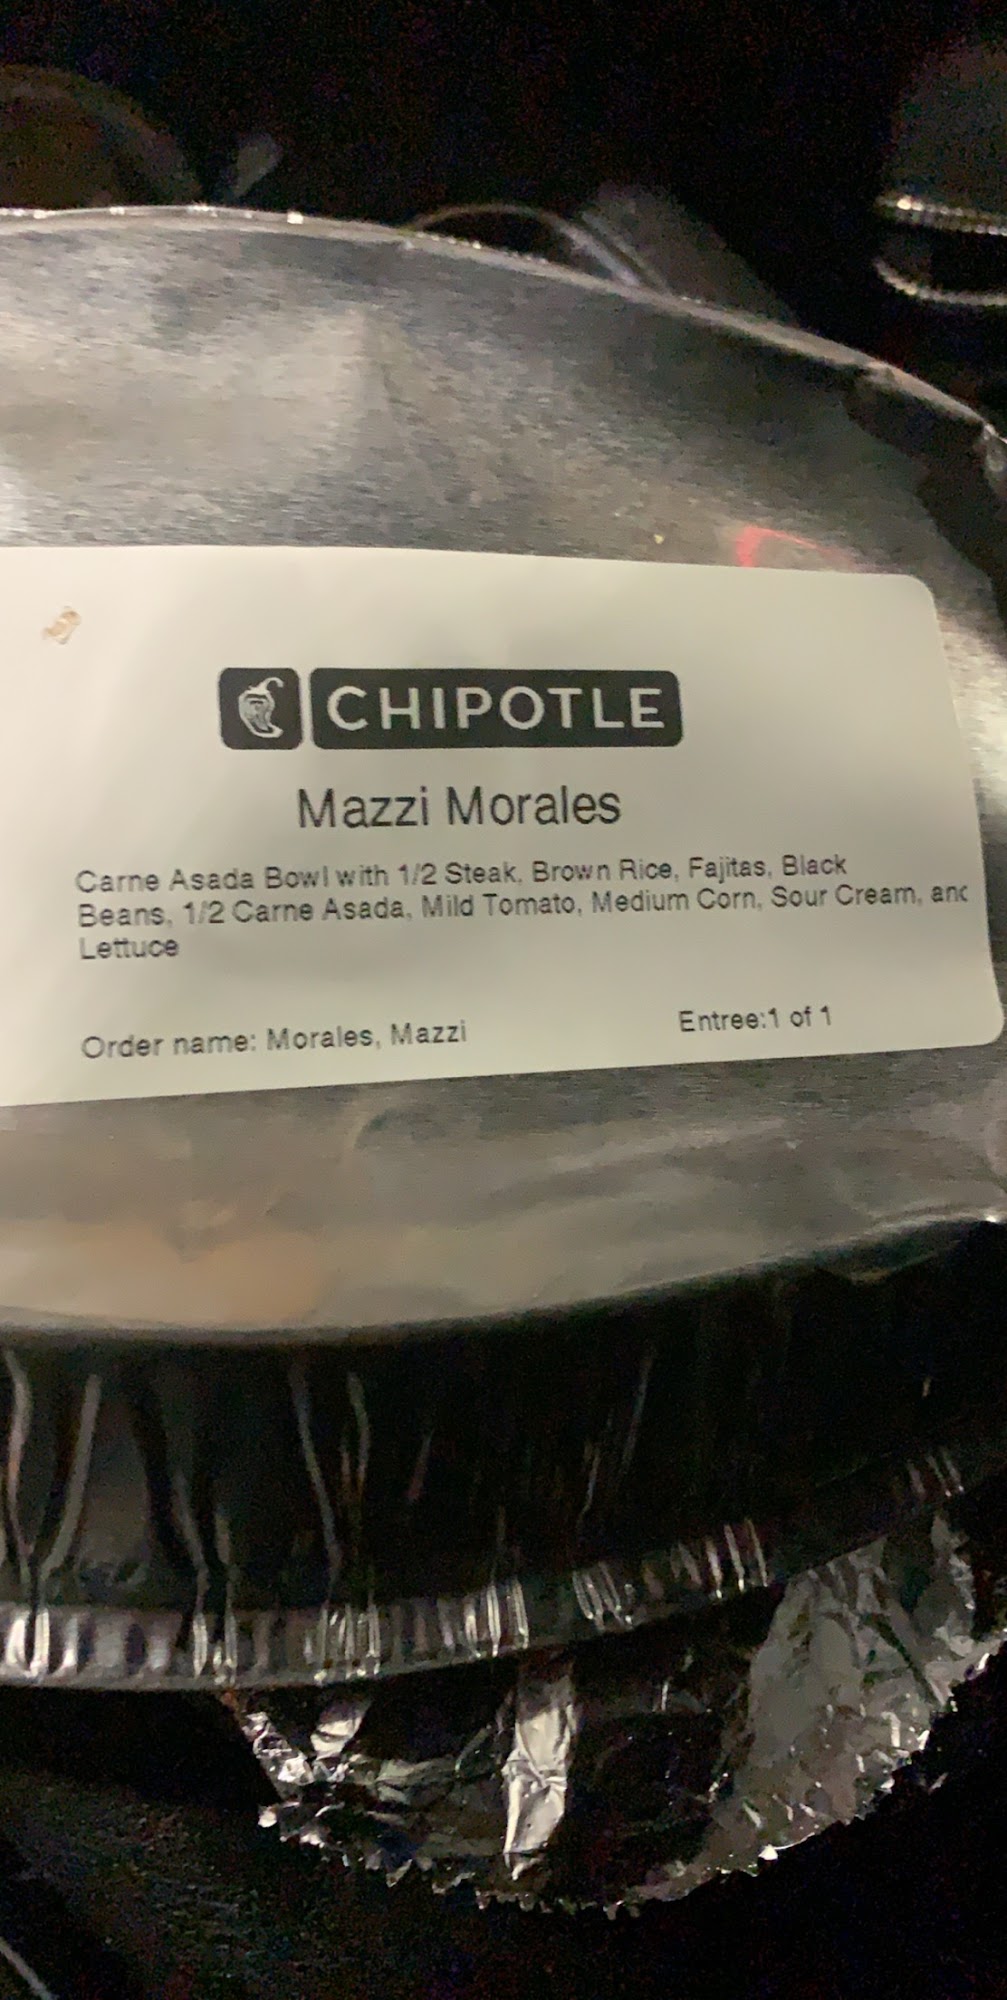 CHIPOTLE
Mazzi Morales
Carne Asada Bowl with 1/2 Steak, Brown Rice, Fajitas, Black
Beans, 1/2 Carne Asada, Mild Tomato, Medium Corn, Sour Cream, and
Lettuce
Order name: Morales, Mazzi
Entree:1 of 1